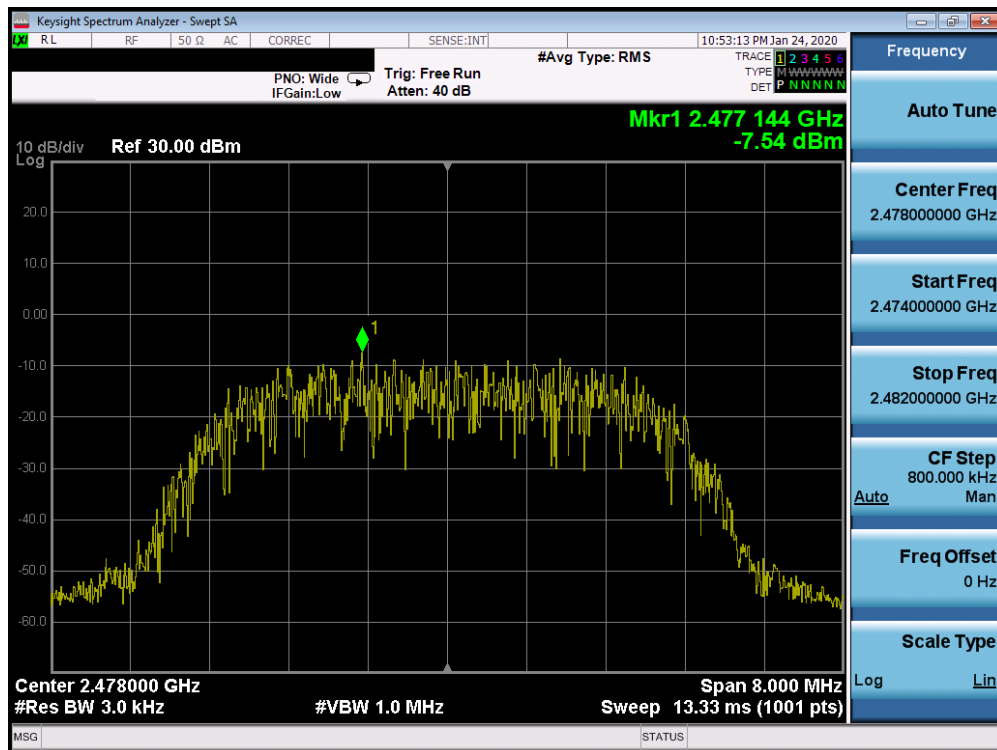 Keysight Spectrum Analyzer - Swept SA
LXI RL RF 50 Ω AC CORREC SENSE:INT 10:53:13 PM Jan 24, 2020
#Avg Type: RMS
TRACE 1 2 3 4 5 6
TYPE M WWWWW
DET P N N N N N
PNO: Wide
IFGain:Low
Trig: Free Run
Atten: 40 dB
Mkr1 2.477 144 GHz
-7.54 dBm
10 dB/div Ref 30.00 dBm
Log
20.0
10.0
0.00
-10.0
-20.0
-30.0
-40.0
-50.0
-60.0
1
Center 2.478000 GHz Span 8.000 MHz
#Res BW 3.0 kHz #VBW 1.0 MHz Sweep 13.33 ms (1001 pts)
MSG STATUS
Frequency
Auto Tune
Center Freq
2.478000000 GHz
Start Freq
2.474000000 GHz
Stop Freq
2.482000000 GHz
CF Step
800.000 kHz
Auto Man
Freq Offset
0 Hz
Scale Type
Log Lin